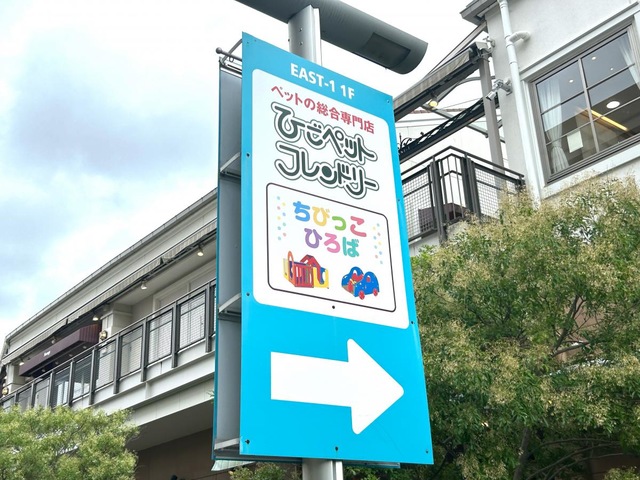 EAST-1 1F
ペットの総合専門店
ひごペット
フレンドリー
ちびっこ
ひろば